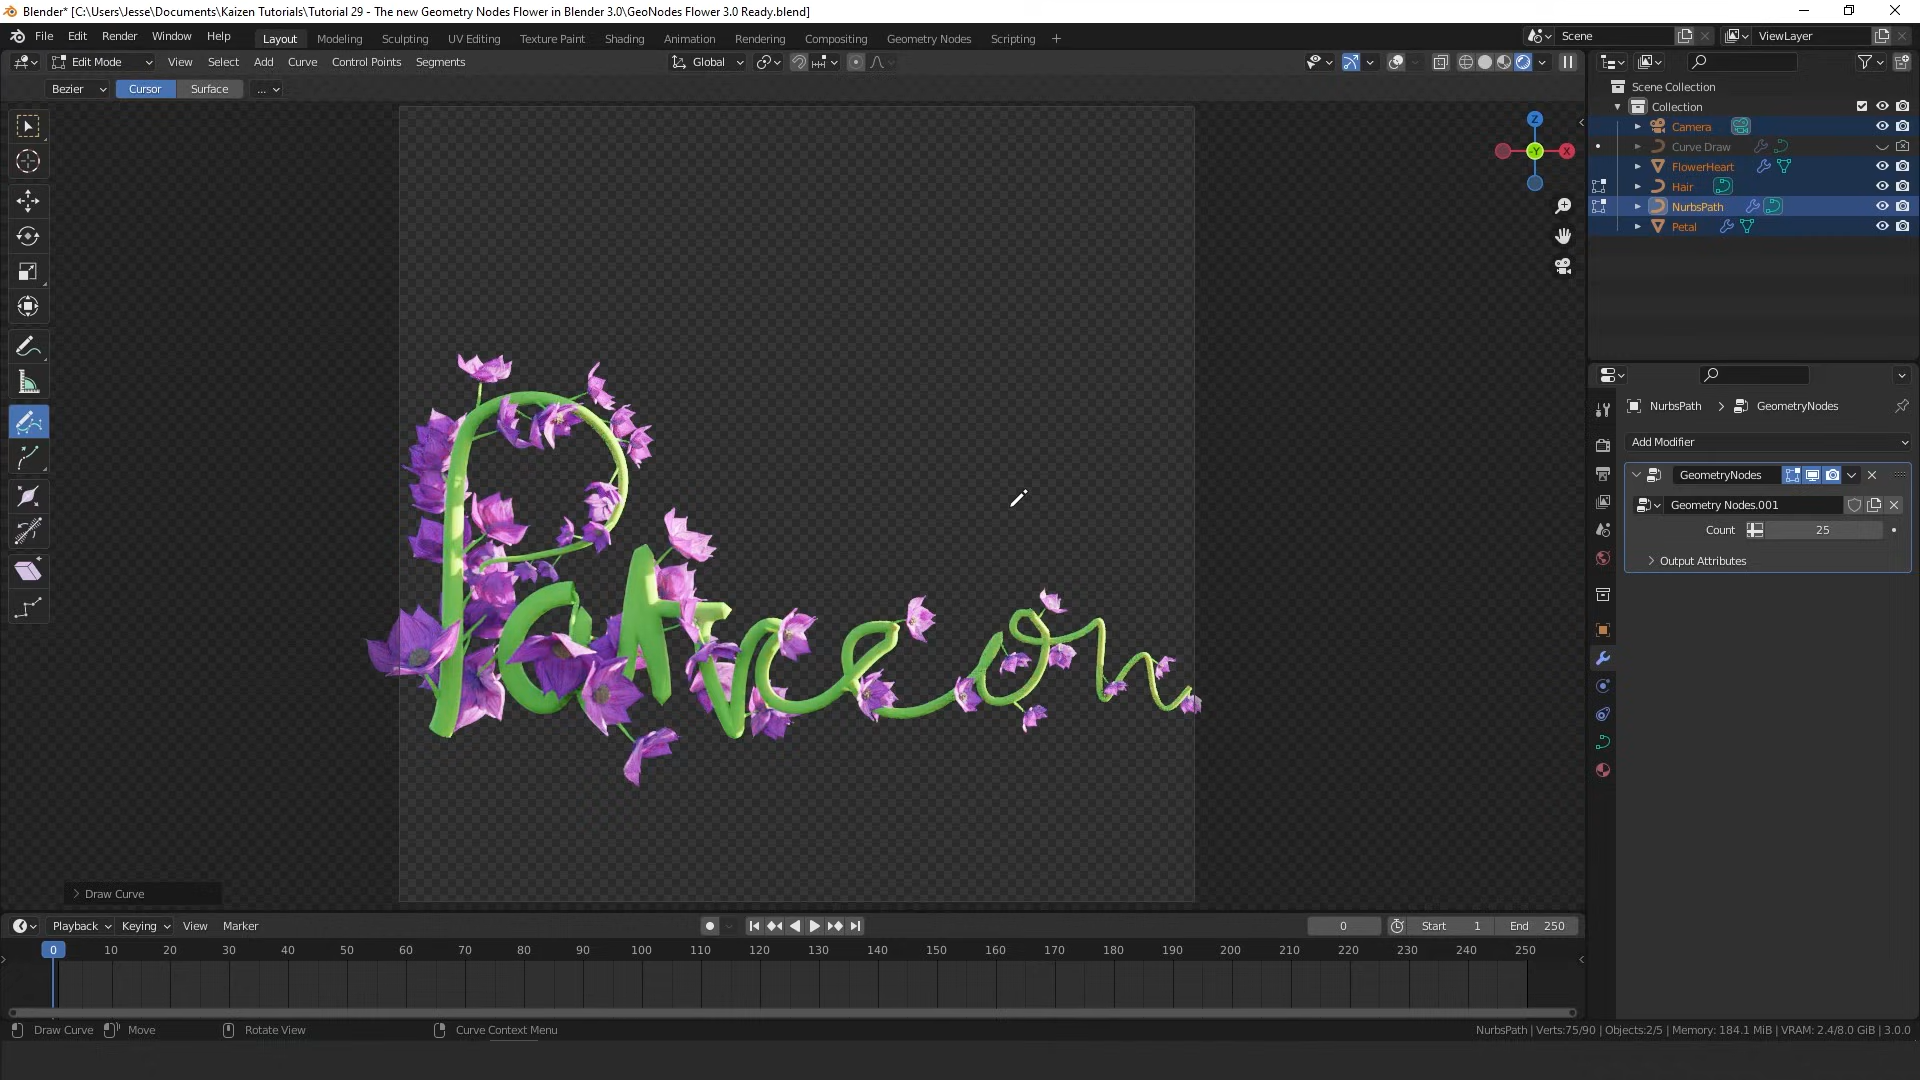 Blender* [C:\Users\Jesse\Documents\Kaizen Tutorials\Tutorial 29 - The new Geometry Nodes Flower in Blender 3.0\GeoNodes Flower 3.0 Ready.blend]
File Edit Render Window Help Layout Modeling Sculpting UV Editing Texture Paint Shading Animation Rendering Compositing Geometry Nodes Scripting + Scene ViewLayer
Edit Mode View Select Add Curve Control Points Segments Global
Bezier Cursor Surface ...
Scene Collection
Collection
Camera
Curve Draw
FlowerHeart
Hair
NurbsPath
Petal
Z
-Y X
NurbsPath > GeometryNodes
Add Modifier
GeometryNodes
Geometry Nodes.001
Count 25
Output Attributes
Patreon
Draw Curve
Playback Keying View Marker 0 Start 1 End 250
0 10 20 30 40 50 60 70 80 90 100 110 120 130 140 150 160 170 180 190 200 210 220 230 240 250
Draw Curve Move Rotate View Curve Context Menu NurbsPath | Verts:75/90 | Objects:2/5 | Memory: 184.1 MiB | VRAM: 2.4/8.0 GiB | 3.0.0